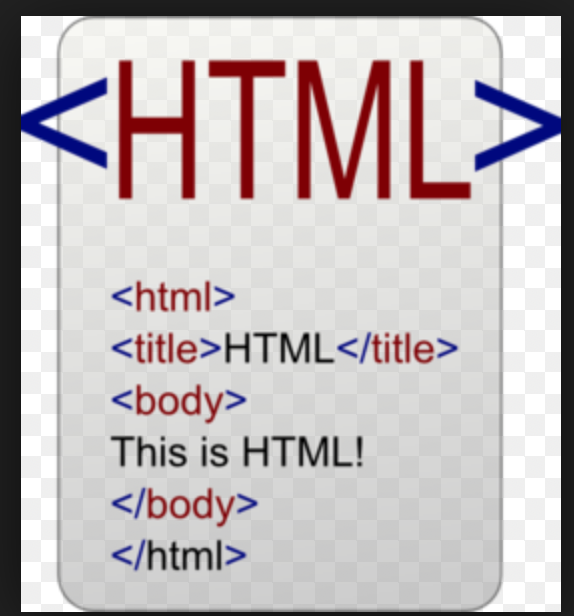 <HTML>
<html>
<title>HTML</title>
<body>
This is HTML!
</body>
</html>